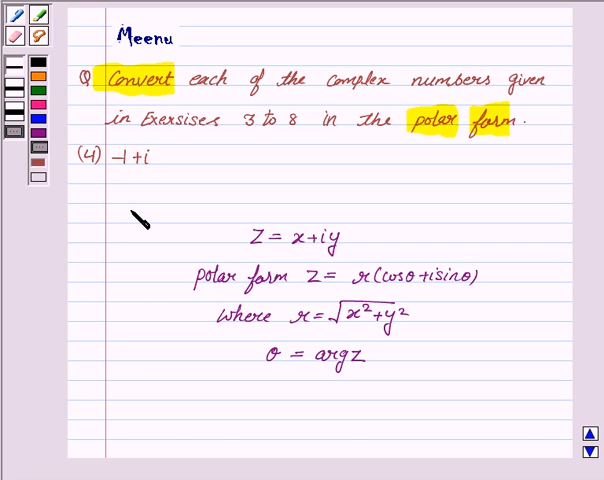 Meenu
Q Convert each of the complex numbers given
in Exersises 3 to 8 in the polar form.
(4) -1+i
Z = x+iy
polar form Z = r(cosθ+isinθ)
where r = √x²+y²
θ = argz